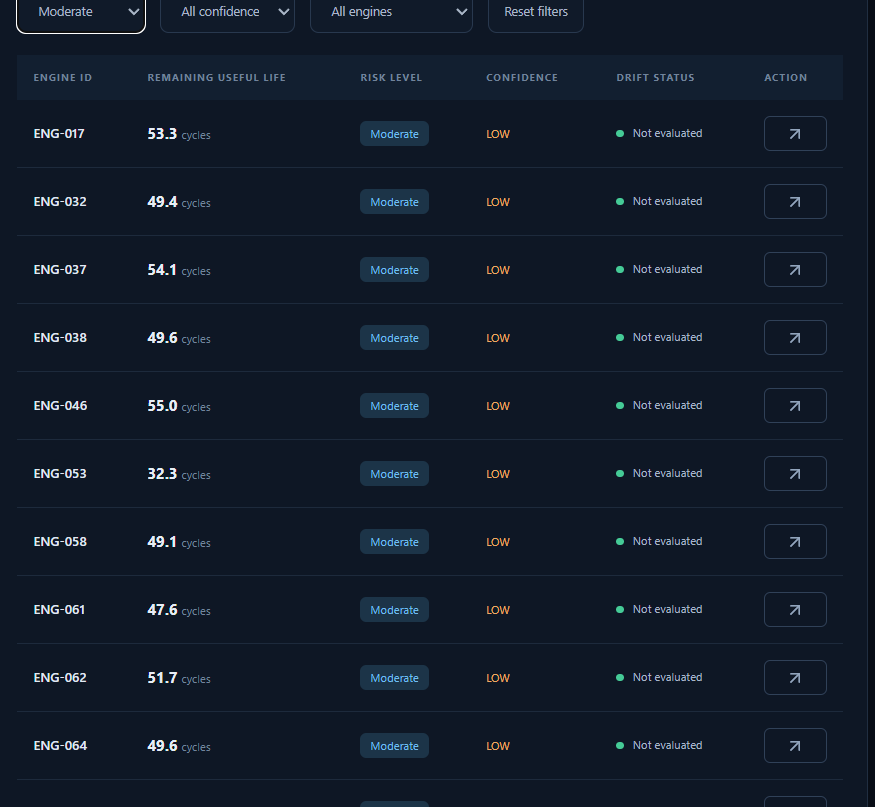 Moderate All confidence All engines Reset filters
ENGINE ID REMAINING USEFUL LIFE RISK LEVEL CONFIDENCE DRIFT STATUS ACTION
ENG-017 53.3 cycles Moderate LOW Not evaluated
ENG-032 49.4 cycles Moderate LOW Not evaluated
ENG-037 54.1 cycles Moderate LOW Not evaluated
ENG-038 49.6 cycles Moderate LOW Not evaluated
ENG-046 55.0 cycles Moderate LOW Not evaluated
ENG-053 32.3 cycles Moderate LOW Not evaluated
ENG-058 49.1 cycles Moderate LOW Not evaluated
ENG-061 47.6 cycles Moderate LOW Not evaluated
ENG-062 51.7 cycles Moderate LOW Not evaluated
ENG-064 49.6 cycles Moderate LOW Not evaluated